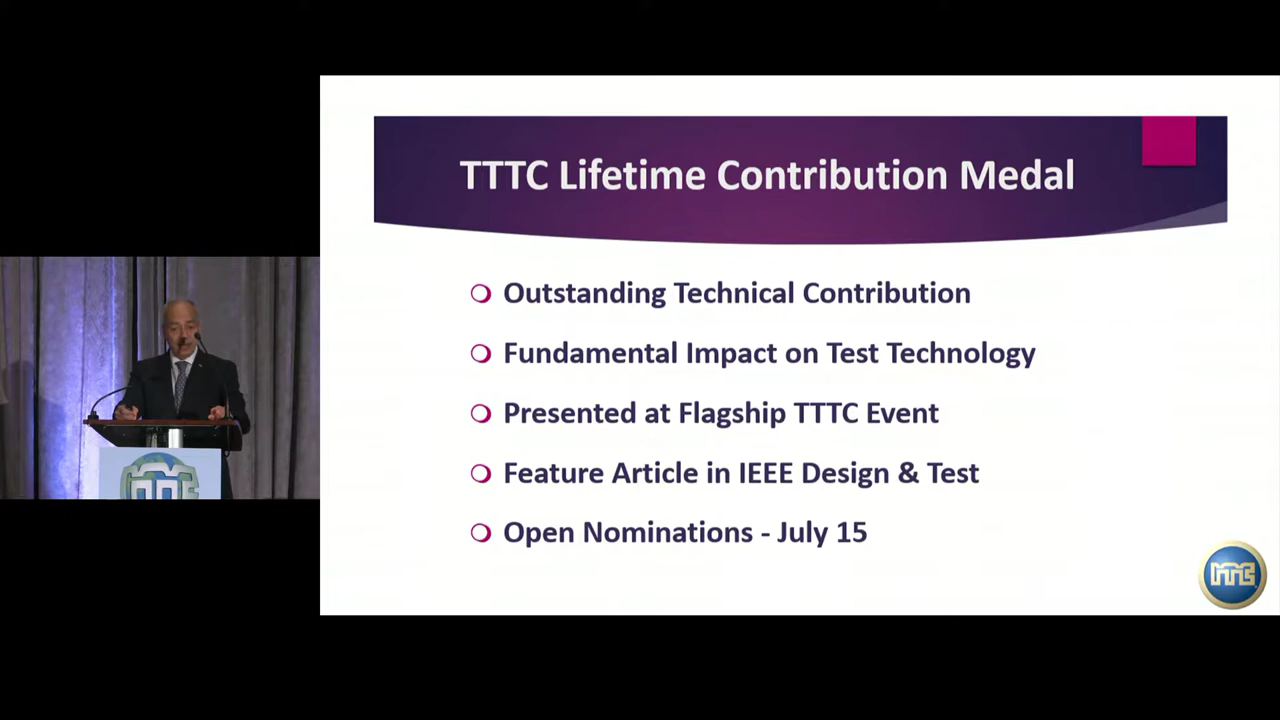 TTTC Lifetime Contribution Medal
Outstanding Technical Contribution
Fundamental Impact on Test Technology
Presented at Flagship TTTC Event
Feature Article in IEEE Design & Test
Open Nominations - July 15
TTTC